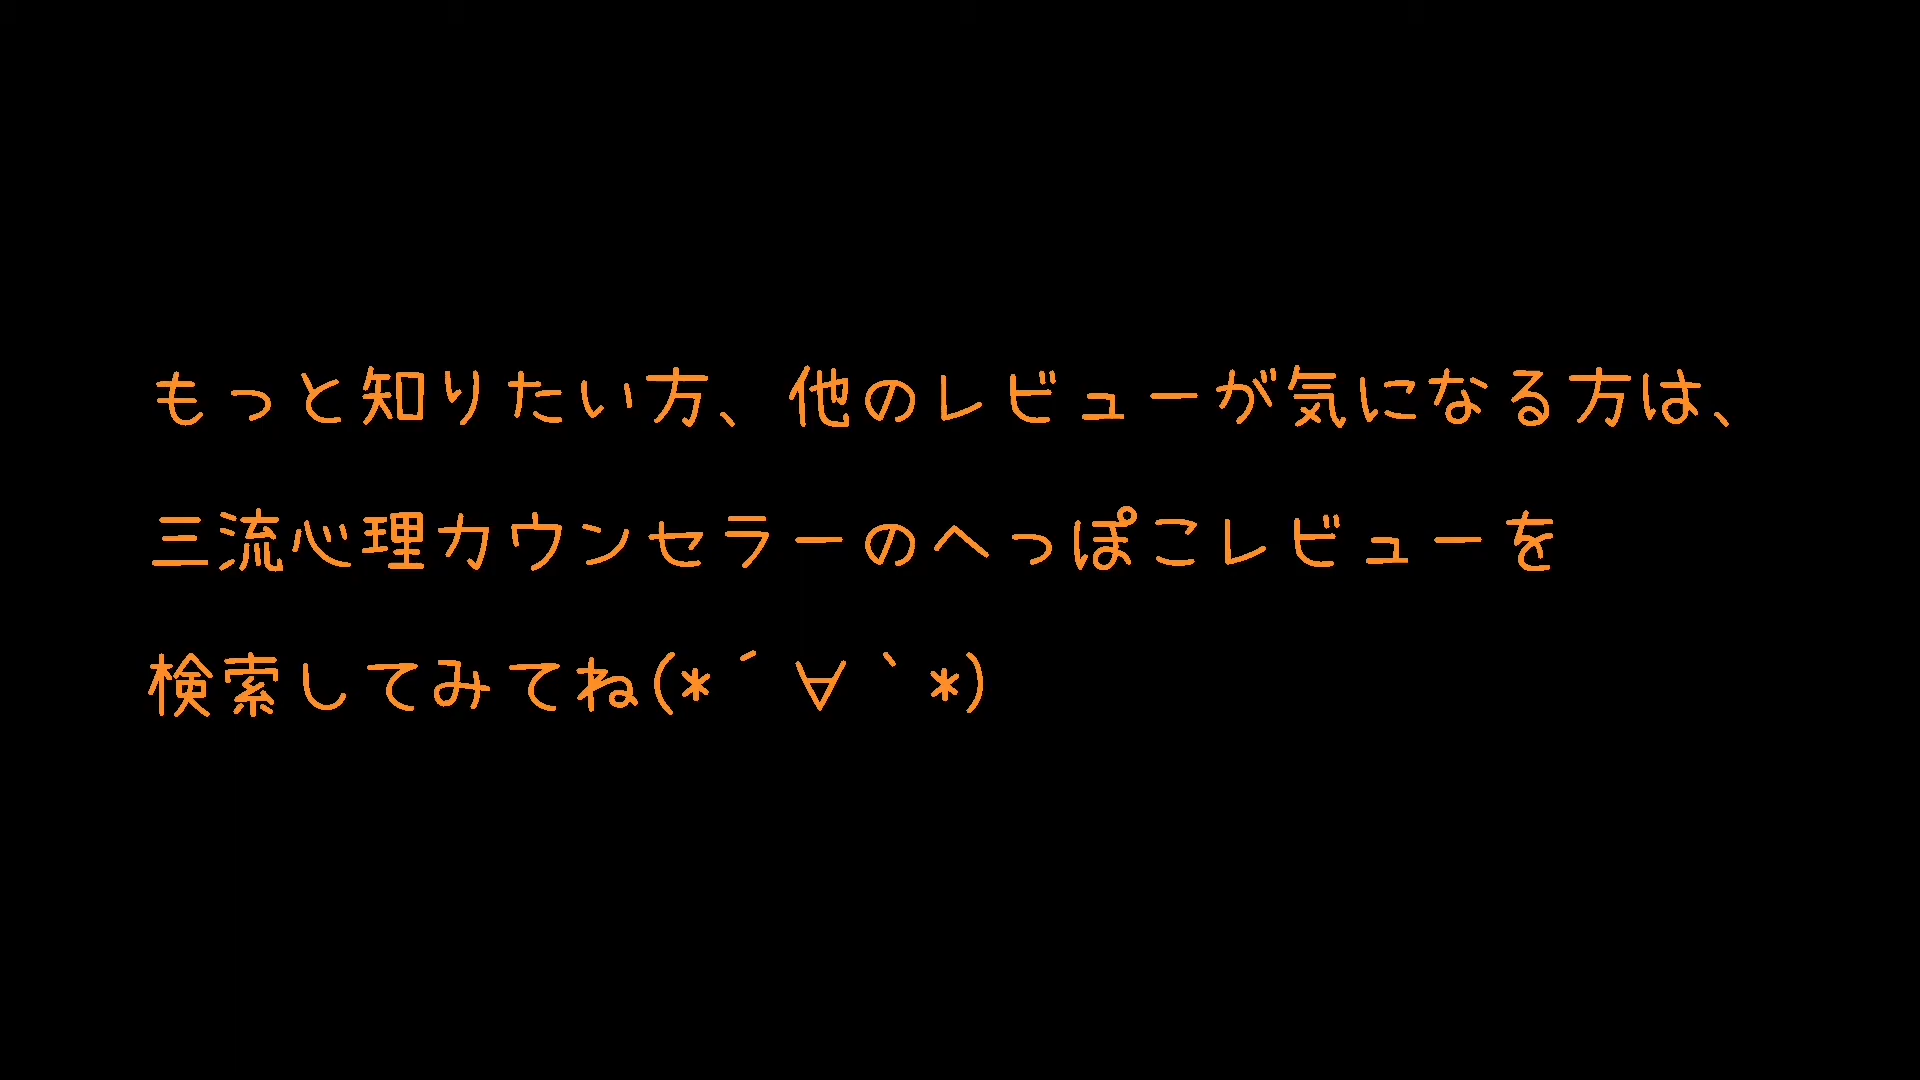 もっと知りたい方、他のレビューが気になる方は、
三流心理カウンセラーのへっぽこレビューを
検索してみてね(*´∀｀*)